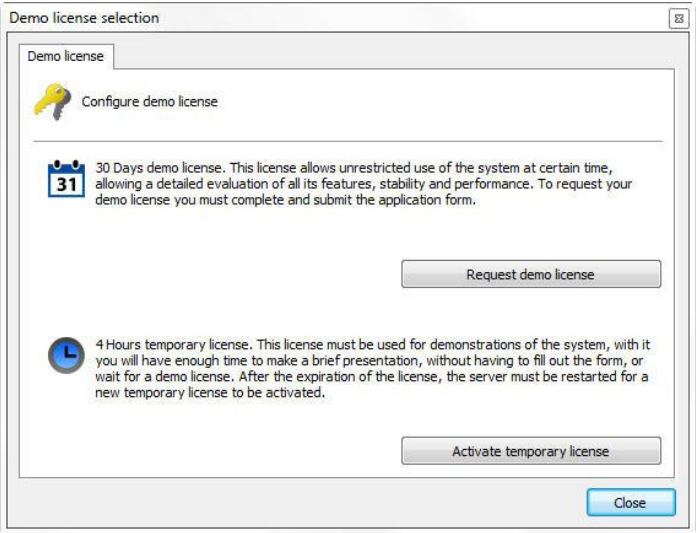 Demo license selection
Demo license
Configure demo license
31
30 Days demo license. This license allows unrestricted use of the system at certain time,
allowing a detailed evaluation of all its features, stability and performance. To request your
demo license you must complete and submit the application form.
Request demo license
4 Hours temporary license. This license must be used for demonstrations of the system, with it
you will have enough time to make a brief presentation, without having to fill out the form, or
wait for a demo license. After the expiration of the license, the server must be restarted for a
new temporary license to be activated.
Activate temporary license
Close